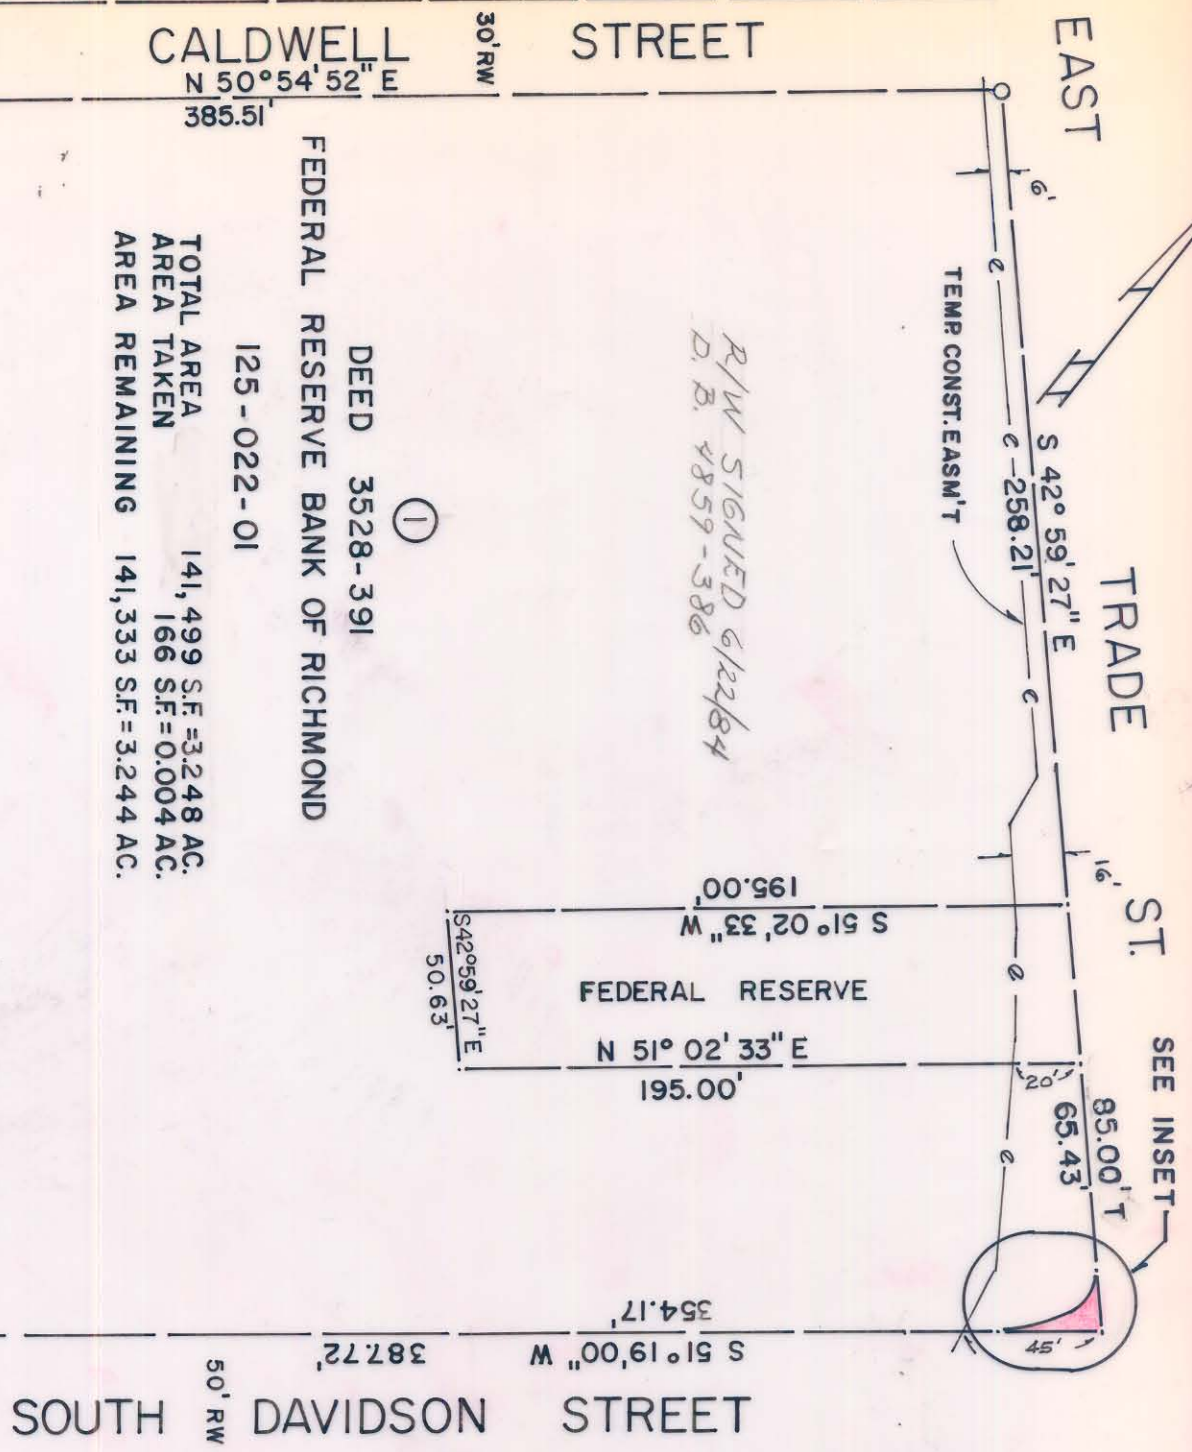 CALDWELL STREET
30' RW
N 50° 54' 52" E
385.51'
EAST TRADE ST.
6'
S 42° 59' 27" E
258.21'
e
e
e
e
e
TEMP. CONST. EASM'T
16'
R/W SIGNED 6/22/84
D. B. 4859-386
1
DEED 3528-391
FEDERAL RESERVE BANK OF RICHMOND
125-022-01
TOTAL AREA 141,499 S.F. = 3.248 AC.
AREA TAKEN 166 S.F. = 0.004 AC.
AREA REMAINING 141,333 S.F. = 3.244 AC.
195.00'
S 51° 02' 33" W
FEDERAL RESERVE
S 42° 59' 27" E
50.63'
N 51° 02' 33" E
195.00'
20'
SEE INSET
85.00' T
65.43'
45'
354.17'
S 51° 19' 00" W
387.72'
50' RW
SOUTH DAVIDSON STREET